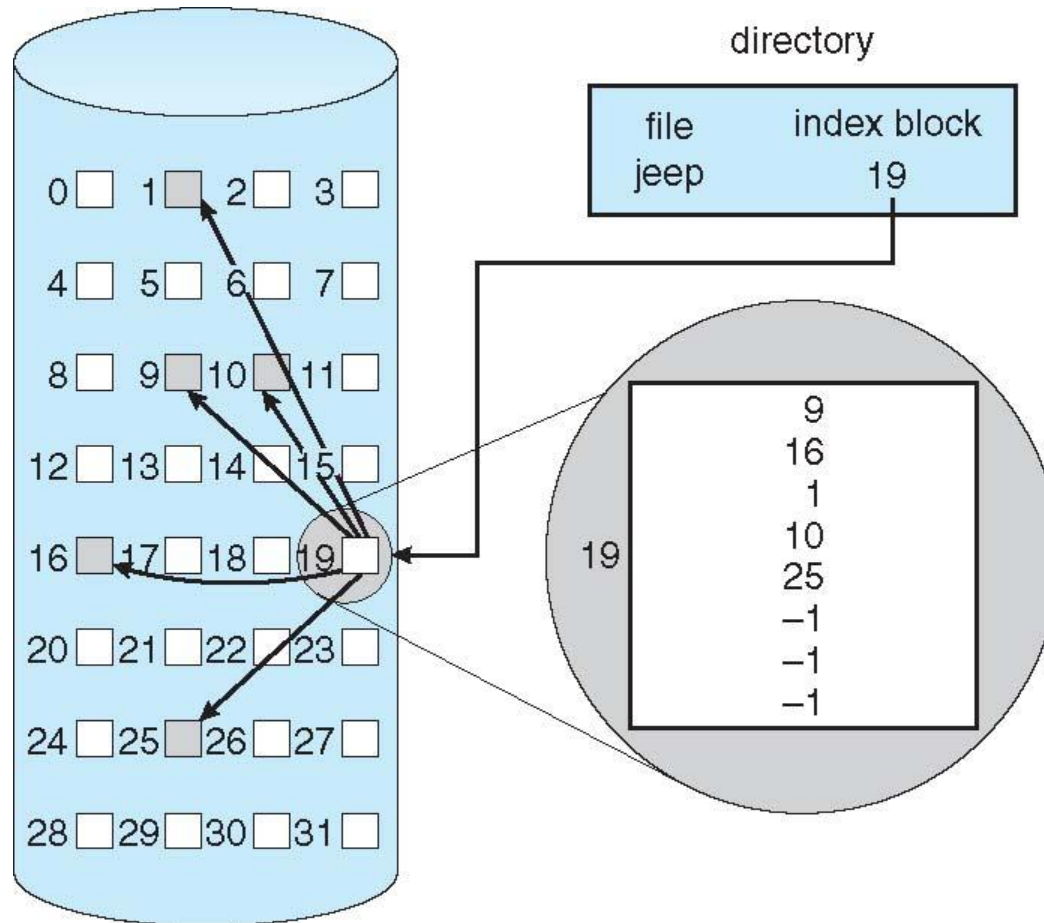 directory
file index block
jeep 19
0 1 2 3
4 5 6 7
8 9 10 11
12 13 14 15
16 17 18 19
20 21 22 23
24 25 26 27
28 29 30 31
19
9
16
1
10
25
–1
–1
–1